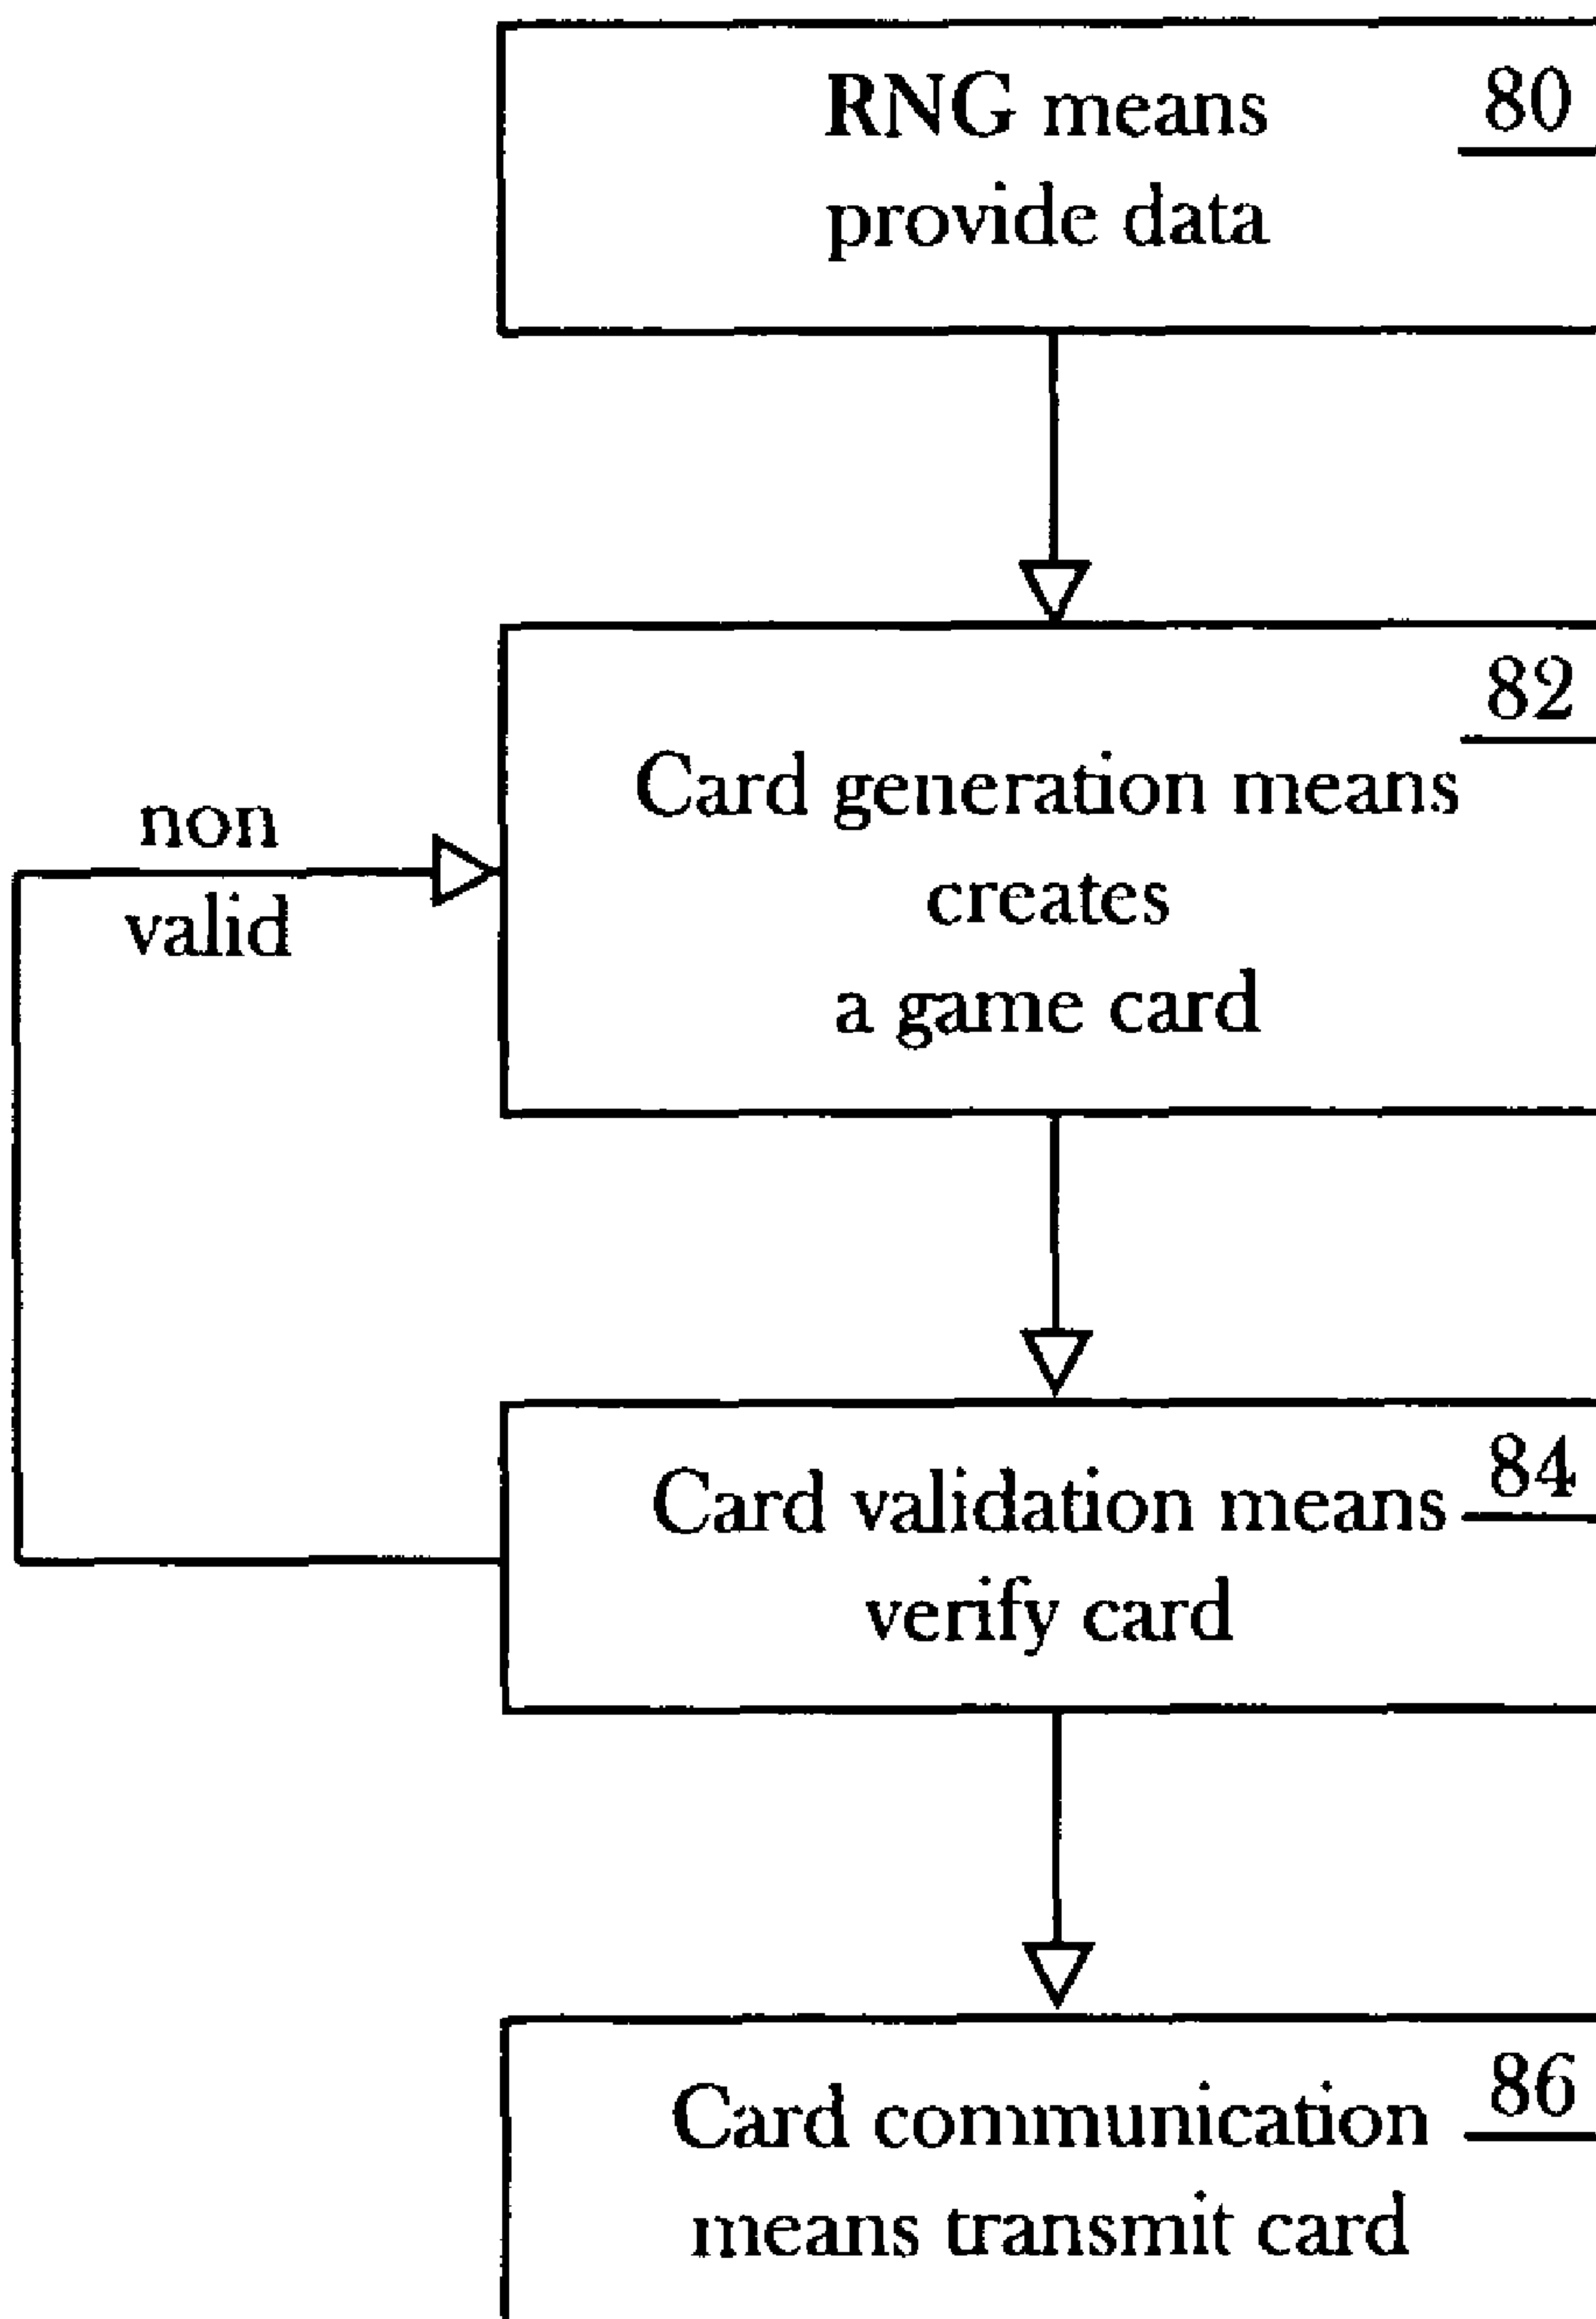 RNG means
80
provide data
82
Card generation means
creates
a game card
non
valid
Card validation means
84
verify card
Card communication
86
means transmit card